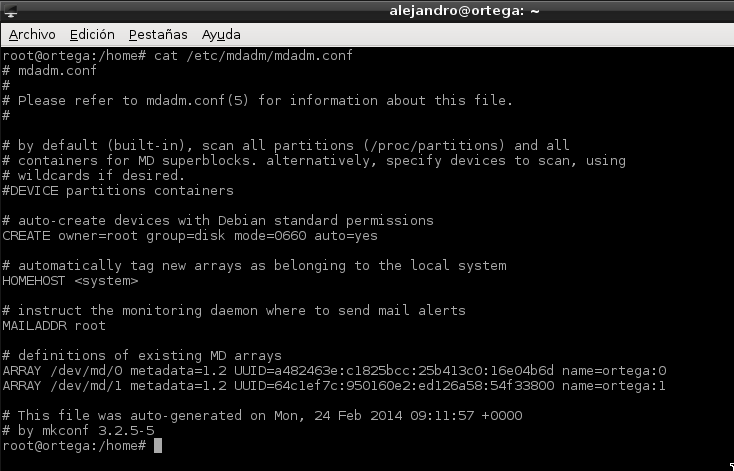 alejandro@ortega: ~
Archivo Edición Pestañas Ayuda
root@ortega:/home# cat /etc/mdadm/mdadm.conf
# mdadm.conf
#
# Please refer to mdadm.conf(5) for information about this file.
#
# by default (built-in), scan all partitions (/proc/partitions) and all
# containers for MD superblocks. alternatively, specify devices to scan, using
# wildcards if desired.
#DEVICE partitions containers
# auto-create devices with Debian standard permissions
CREATE owner=root group=disk mode=0660 auto=yes
# automatically tag new arrays as belonging to the local system
HOMEHOST <system>
# instruct the monitoring daemon where to send mail alerts
MAILADDR root
# definitions of existing MD arrays
ARRAY /dev/md/0 metadata=1.2 UUID=a482463e:c1825bcc:25b413c0:16e04b6d name=ortega:0
ARRAY /dev/md/1 metadata=1.2 UUID=64c1ef7c:950160e2:ed126a58:54f33800 name=ortega:1
# This file was auto-generated on Mon, 24 Feb 2014 09:11:57 +0000
# by mkconf 3.2.5-5
root@ortega:/home#